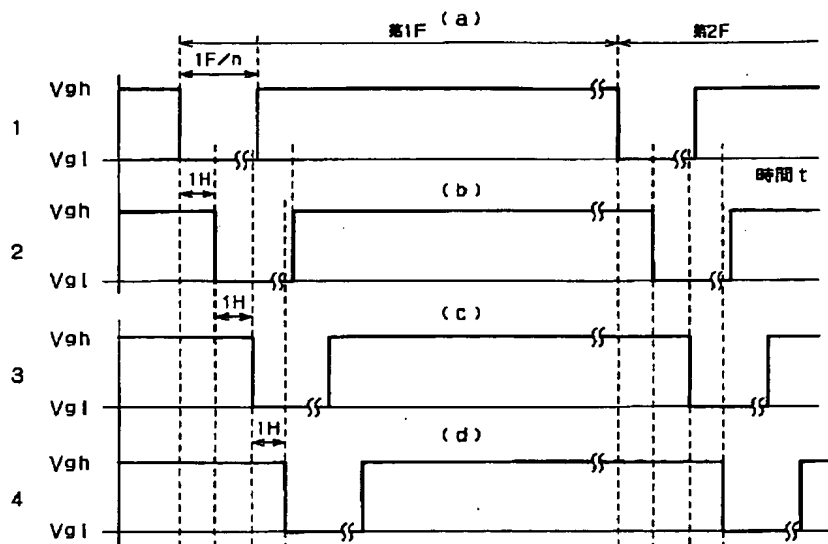 (a)
第1F 第2F
1F/n
Vgh
1
Vgl
時間 t
1H
(b)
Vgh
2
Vgl
1H
(c)
Vgh
3
Vgl
1H
(d)
Vgh
4
Vgl